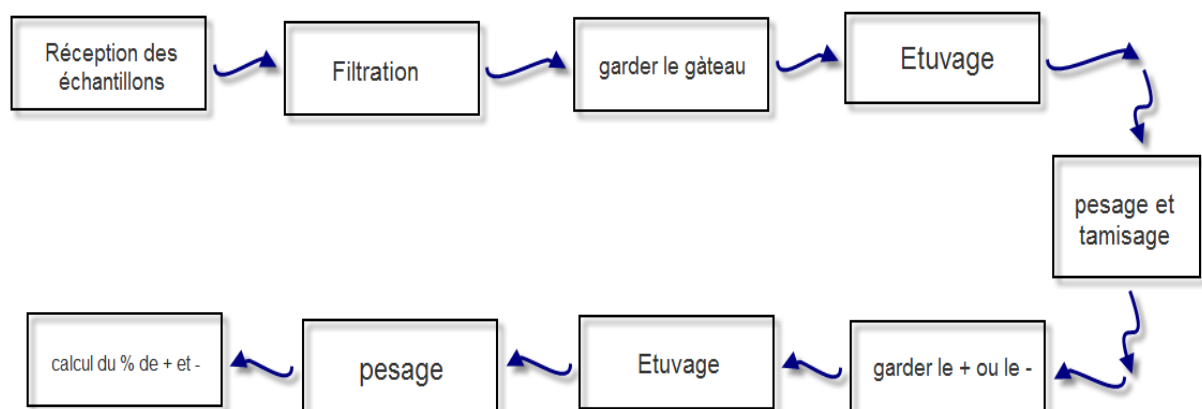 Réception des
échantillons
Filtration
garder le gàteau
Etuvage
pesage et
tamisage
garder le + ou le -
Etuvage
pesage
calcul du % de + et -